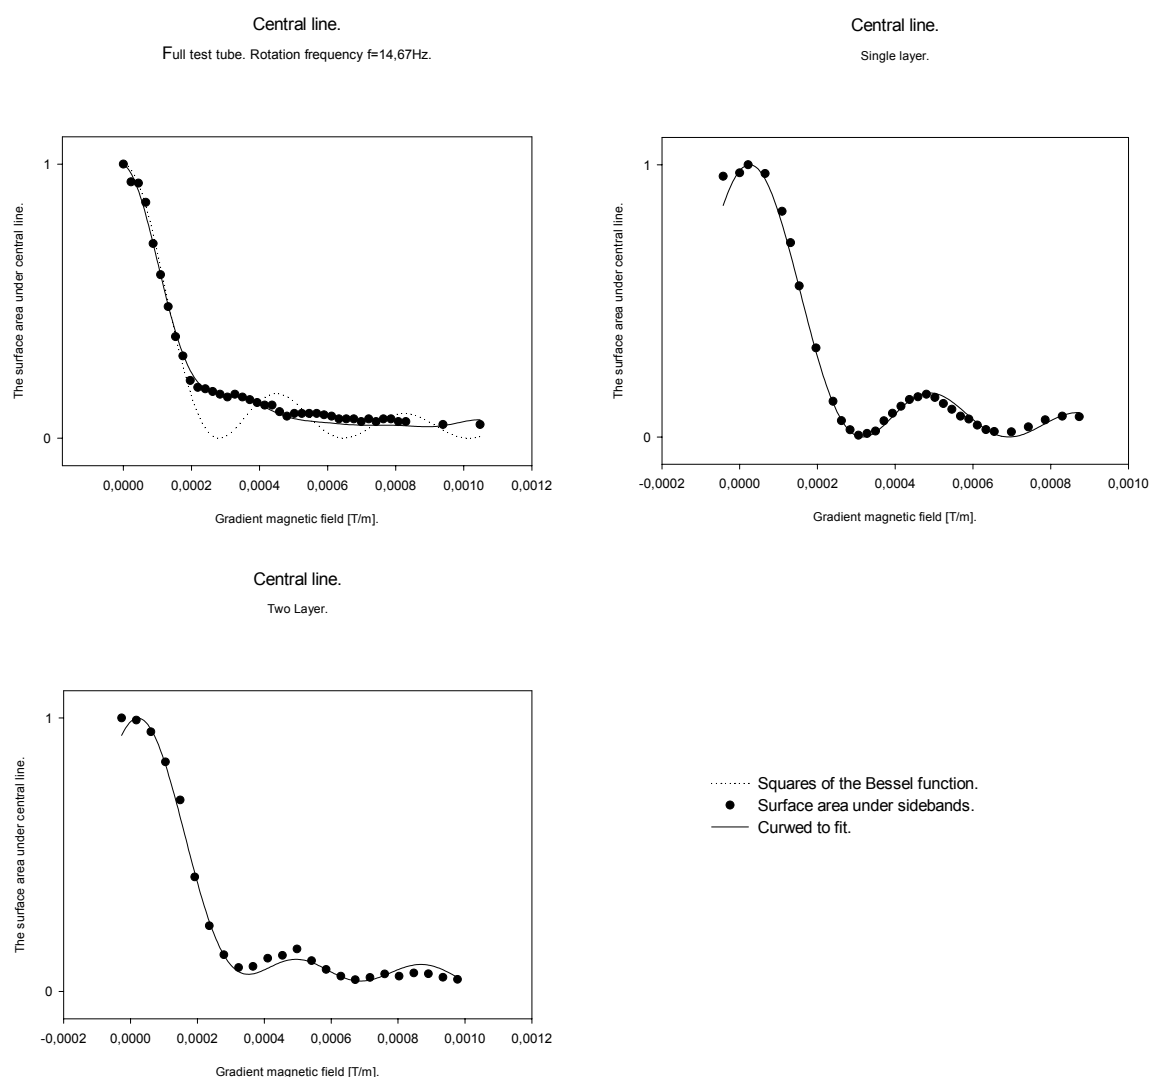 Central line.
Full test tube. Rotation frequency f=14,67Hz.
The surface area under central line.
1
0
0,0000 0,0002 0,0004 0,0006 0,0008 0,0010 0,0012
Gradient magnetic field [T/m].
Central line.
Single layer.
The surface area under central line.
1
0
-0,0002 0,0000 0,0002 0,0004 0,0006 0,0008 0,0010
Gradient magnetic field [T/m].
Central line.
Two Layer.
The surface area under central line.
1
0
-0,0002 0,0000 0,0002 0,0004 0,0006 0,0008 0,0010 0,0012
Gradient magnetic field [T/m].
Squares of the Bessel function.
Surface area under sidebands.
Curwed to fit.